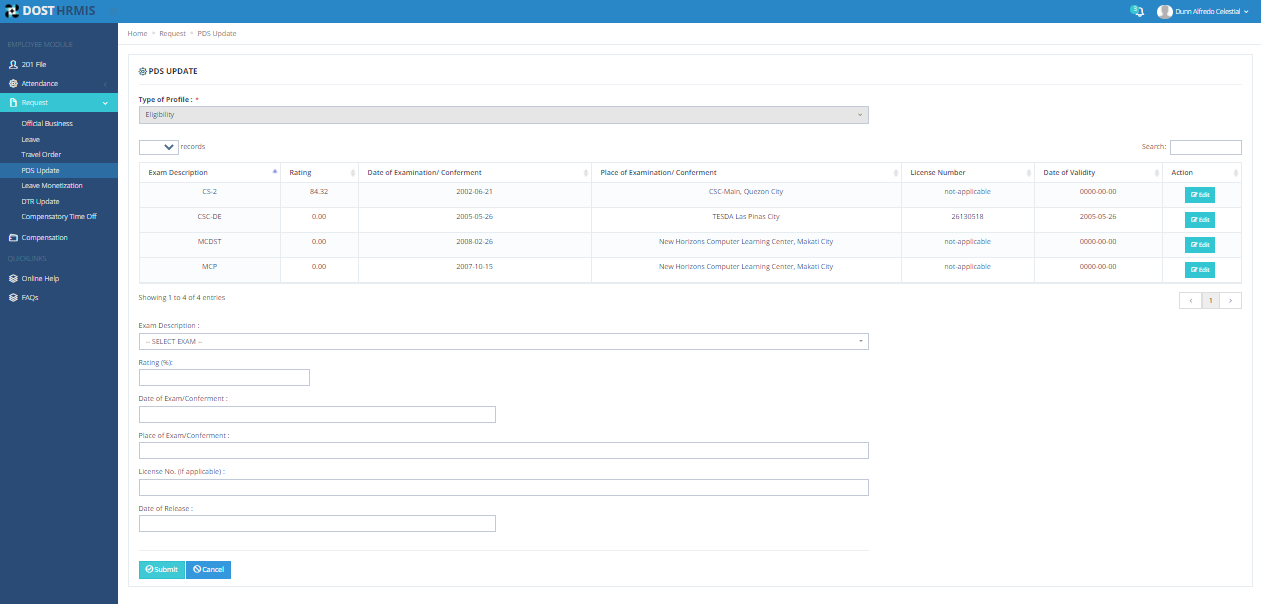 DOST HRMIS
3
Dunn Alfredo Celestial
EMPLOYEE MODULE
201 File
Attendance
Request
Official Business
Leave
Travel Order
PDS Update
Leave Monetization
DTR Update
Compensatory Time Off
Compensation
QUICKLINKS
Online Help
FAQs
Home Request PDS Update
PDS UPDATE
Type of Profile : *
Eligibility
records
Search:
Exam Description Rating Date of Examination/ Conferment Place of Examination/ Conferment License Number Date of Validity Action
CS-2 84.32 2002-06-21 CSC-Main, Quezon City not-applicable 0000-00-00 Edit
CSC-DE 0.00 2005-05-26 TESDA Las Pinas City 26130518 2005-05-26 Edit
MCDST 0.00 2008-02-26 New Horizons Computer Learning Center, Makati City not-applicable 0000-00-00 Edit
MCP 0.00 2007-10-15 New Horizons Computer Learning Center, Makati City not-applicable 0000-00-00 Edit
Showing 1 to 4 of 4 entries
< 1 >
Exam Description :
-- SELECT EXAM --
Rating (%):
Date of Exam/Conferment :
Place of Exam/Conferment :
License No. (if applicable) :
Date of Release :
Submit Cancel